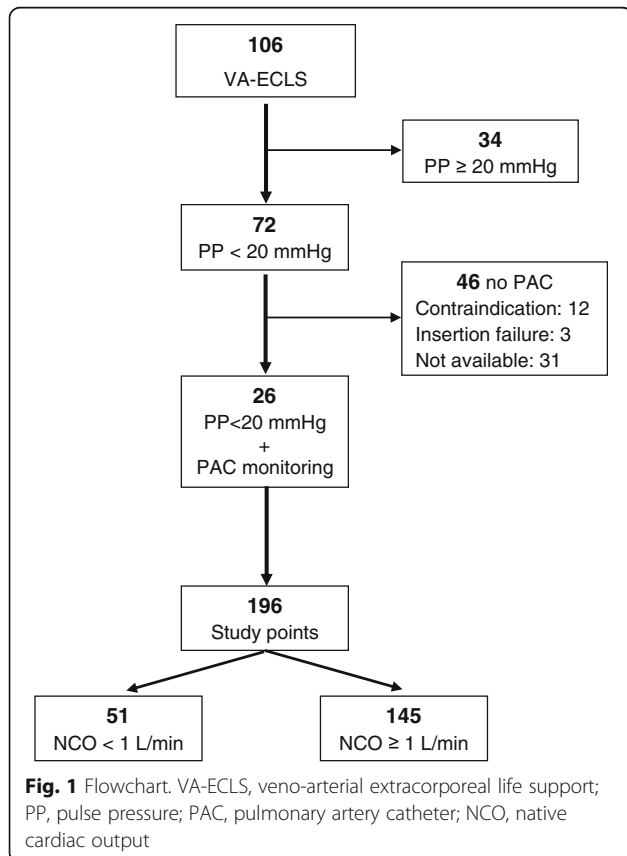 106
VA-ECLS
34
PP ≥ 20 mmHg
72
PP < 20 mmHg
46 no PAC
Contraindication: 12
Insertion failure: 3
Not available: 31
26
PP<20 mmHg
+
PAC monitoring
196
Study points
51
NCO < 1 L/min
145
NCO ≥ 1 L/min
Fig. 1 Flowchart. VA-ECLS, veno-arterial extracorporeal life support;
PP, pulse pressure; PAC, pulmonary artery catheter; NCO, native
cardiac output